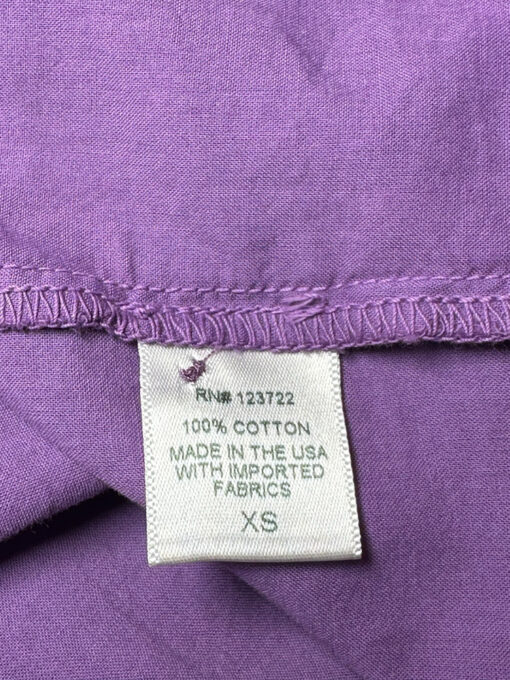 RN# 123722
100% COTTON
MADE IN THE USA
WITH IMPORTED
FABRICS
XS